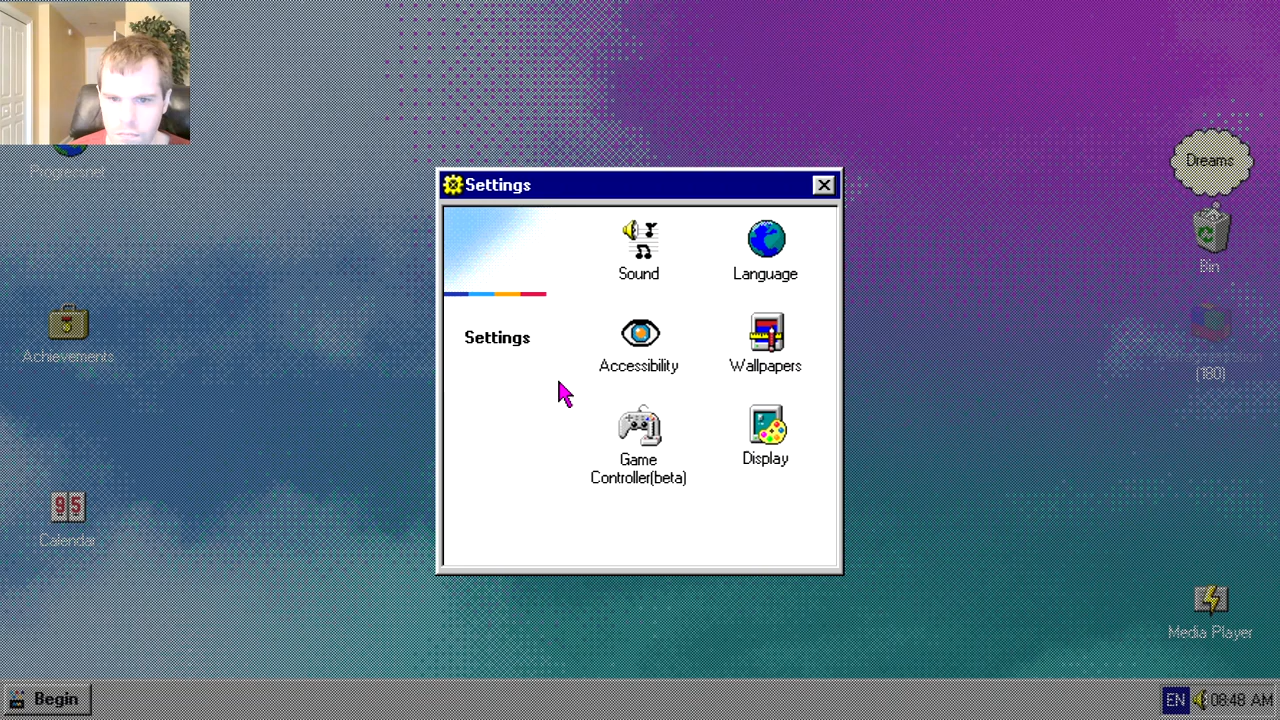 Progressnet
Dreams
Settings
Sound
Language
Bin
Settings
Achievements
Accessibility
Wallpapers
(180)
Game
Controller(beta)
Display
95
Calendar
Media Player
Begin
EN
08:48 AM